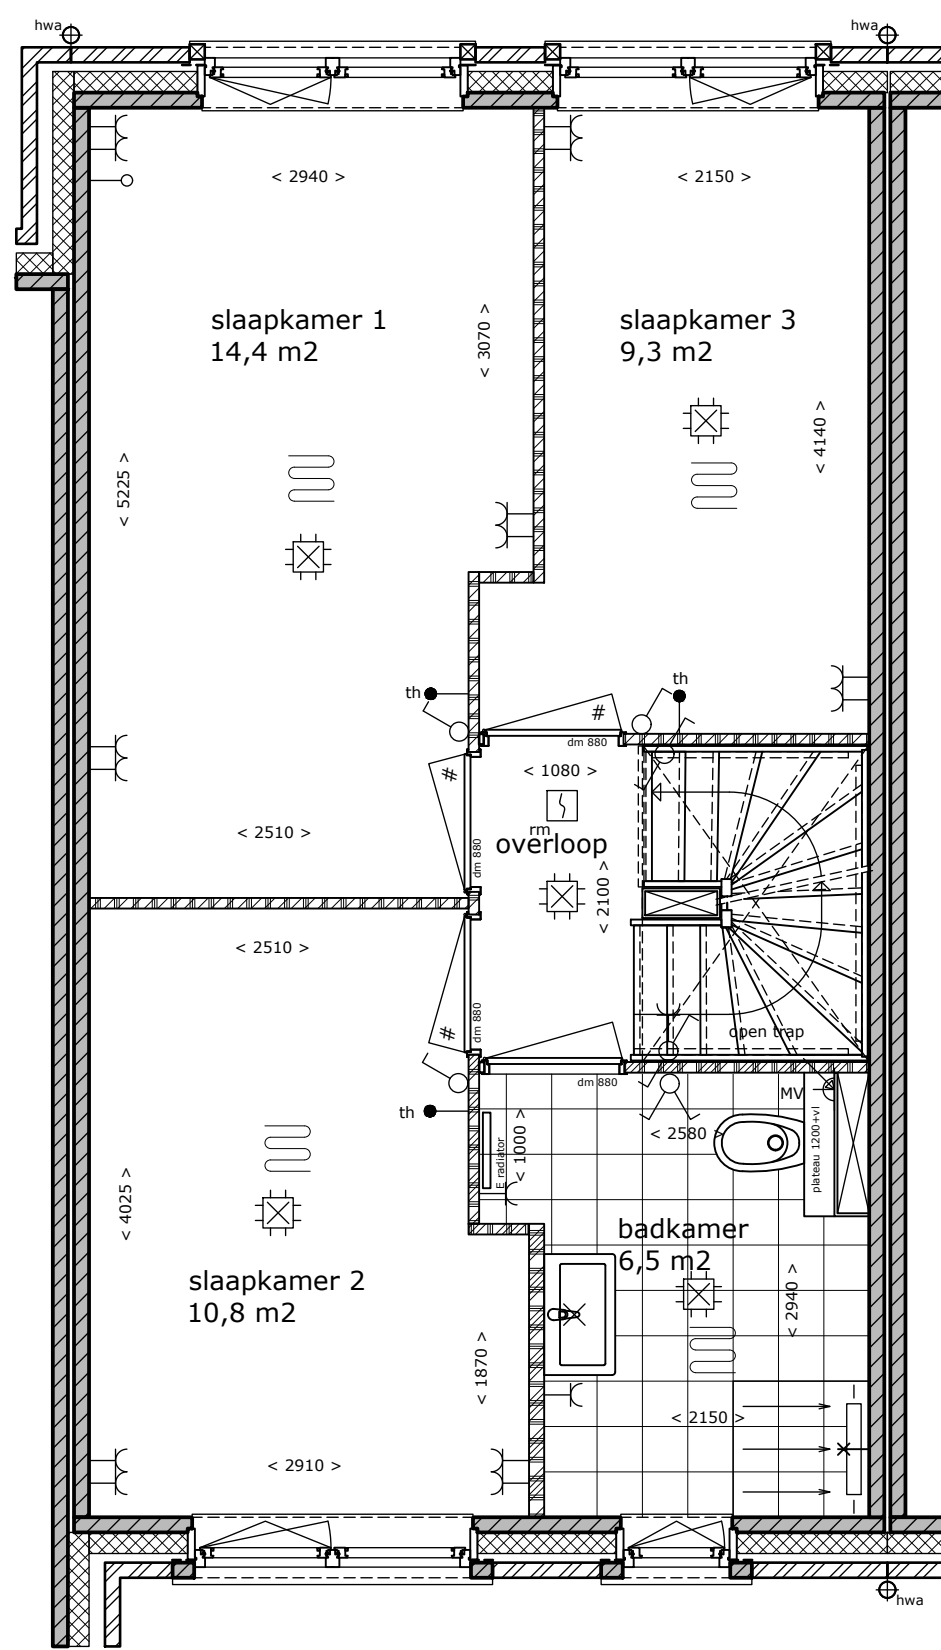 hwa
hwa
< 2940 >
< 2150 >
slaapkamer 1
14,4 m2
< 3070 >
slaapkamer 3
9,3 m2
< 5225 >
< 4140 >
th
th
#
dm 880
#
< 1080 >
rm
overloop
dm 880
< 2510 >
< 2100 >
< 2510 >
#
dm 880
open trap
dm 880
MV
th
< 2580 >
< 1000 >
E radiator
plateau 1200+vl
< 4025 >
badkamer
6,5 m2
slaapkamer 2
10,8 m2
< 2940 >
< 1870 >
< 2150 >
< 2910 >
hwa